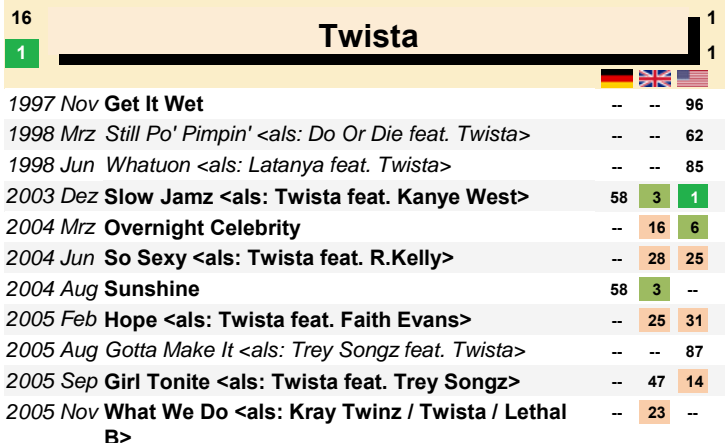 16 Twista 1
1 1
1997 Nov Get It Wet -- -- 96
1998 Mrz Still Po' Pimpin' <als: Do Or Die feat. Twista> -- -- 62
1998 Jun Whatuon <als: Latanya feat. Twista> -- -- 85
2003 Dez Slow Jamz <als: Twista feat. Kanye West> 58 3 1
2004 Mrz Overnight Celebrity -- 16 6
2004 Jun So Sexy <als: Twista feat. R.Kelly> -- 28 25
2004 Aug Sunshine 58 3 --
2005 Feb Hope <als: Twista feat. Faith Evans> -- 25 31
2005 Aug Gotta Make It <als: Trey Songz feat. Twista> -- -- 87
2005 Sep Girl Tonite <als: Twista feat. Trey Songz> -- 47 14
2005 Nov What We Do <als: Kray Twinz / Twista / Lethal -- 23 --
B>